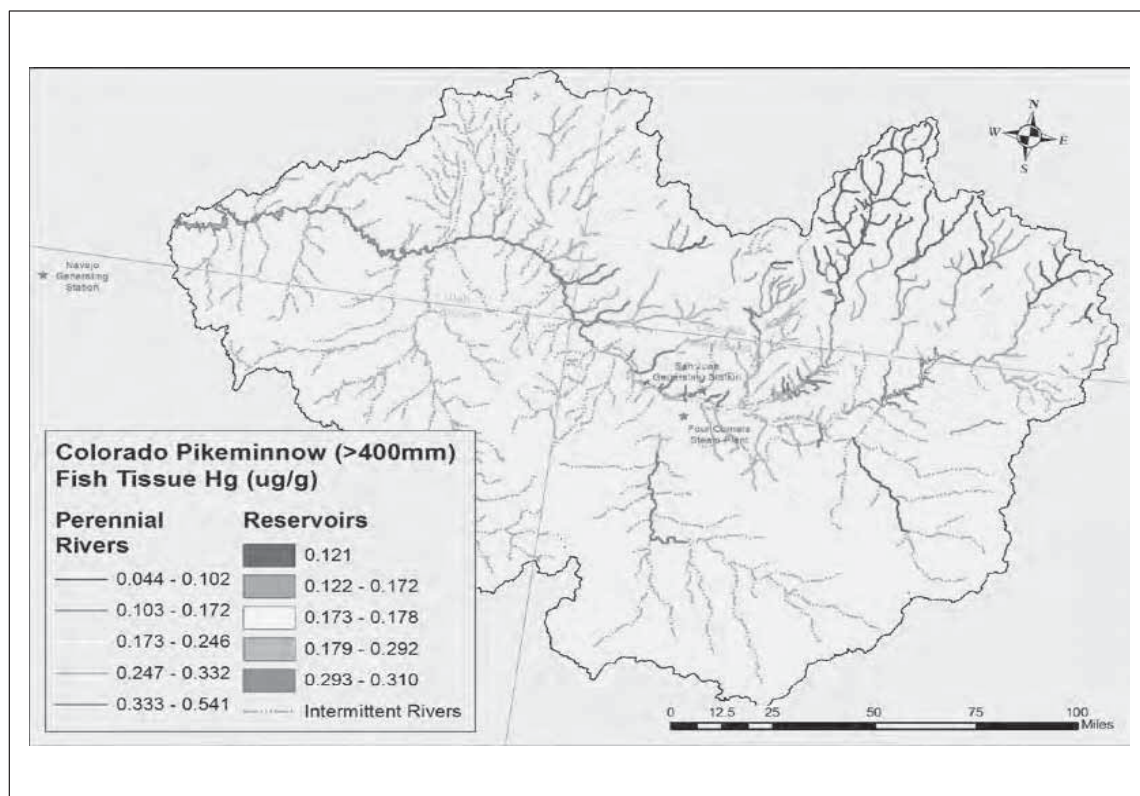 N
W
E
S
Navajo
Generating
Station
Utah
San Juan
Generating Station
Four Corners
Steam Plant
Colorado Pikeminnow (>400mm)
Fish Tissue Hg (ug/g)
Perennial
Rivers
0.044 - 0.102
0.103 - 0.172
0.173 - 0.246
0.247 - 0.332
0.333 - 0.541
Reservoirs
0.121
0.122 - 0.172
0.173 - 0.178
0.179 - 0.292
0.293 - 0.310
Intermittent Rivers
0 12.5 25 50 75 100
Miles